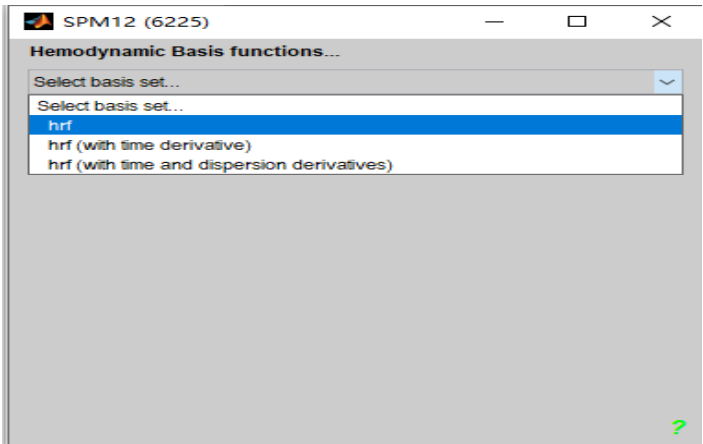 SPM12 (6225)
Hemodynamic Basis functions...
Select basis set...
Select basis set...
hrf
hrf (with time derivative)
hrf (with time and dispersion derivatives)
?